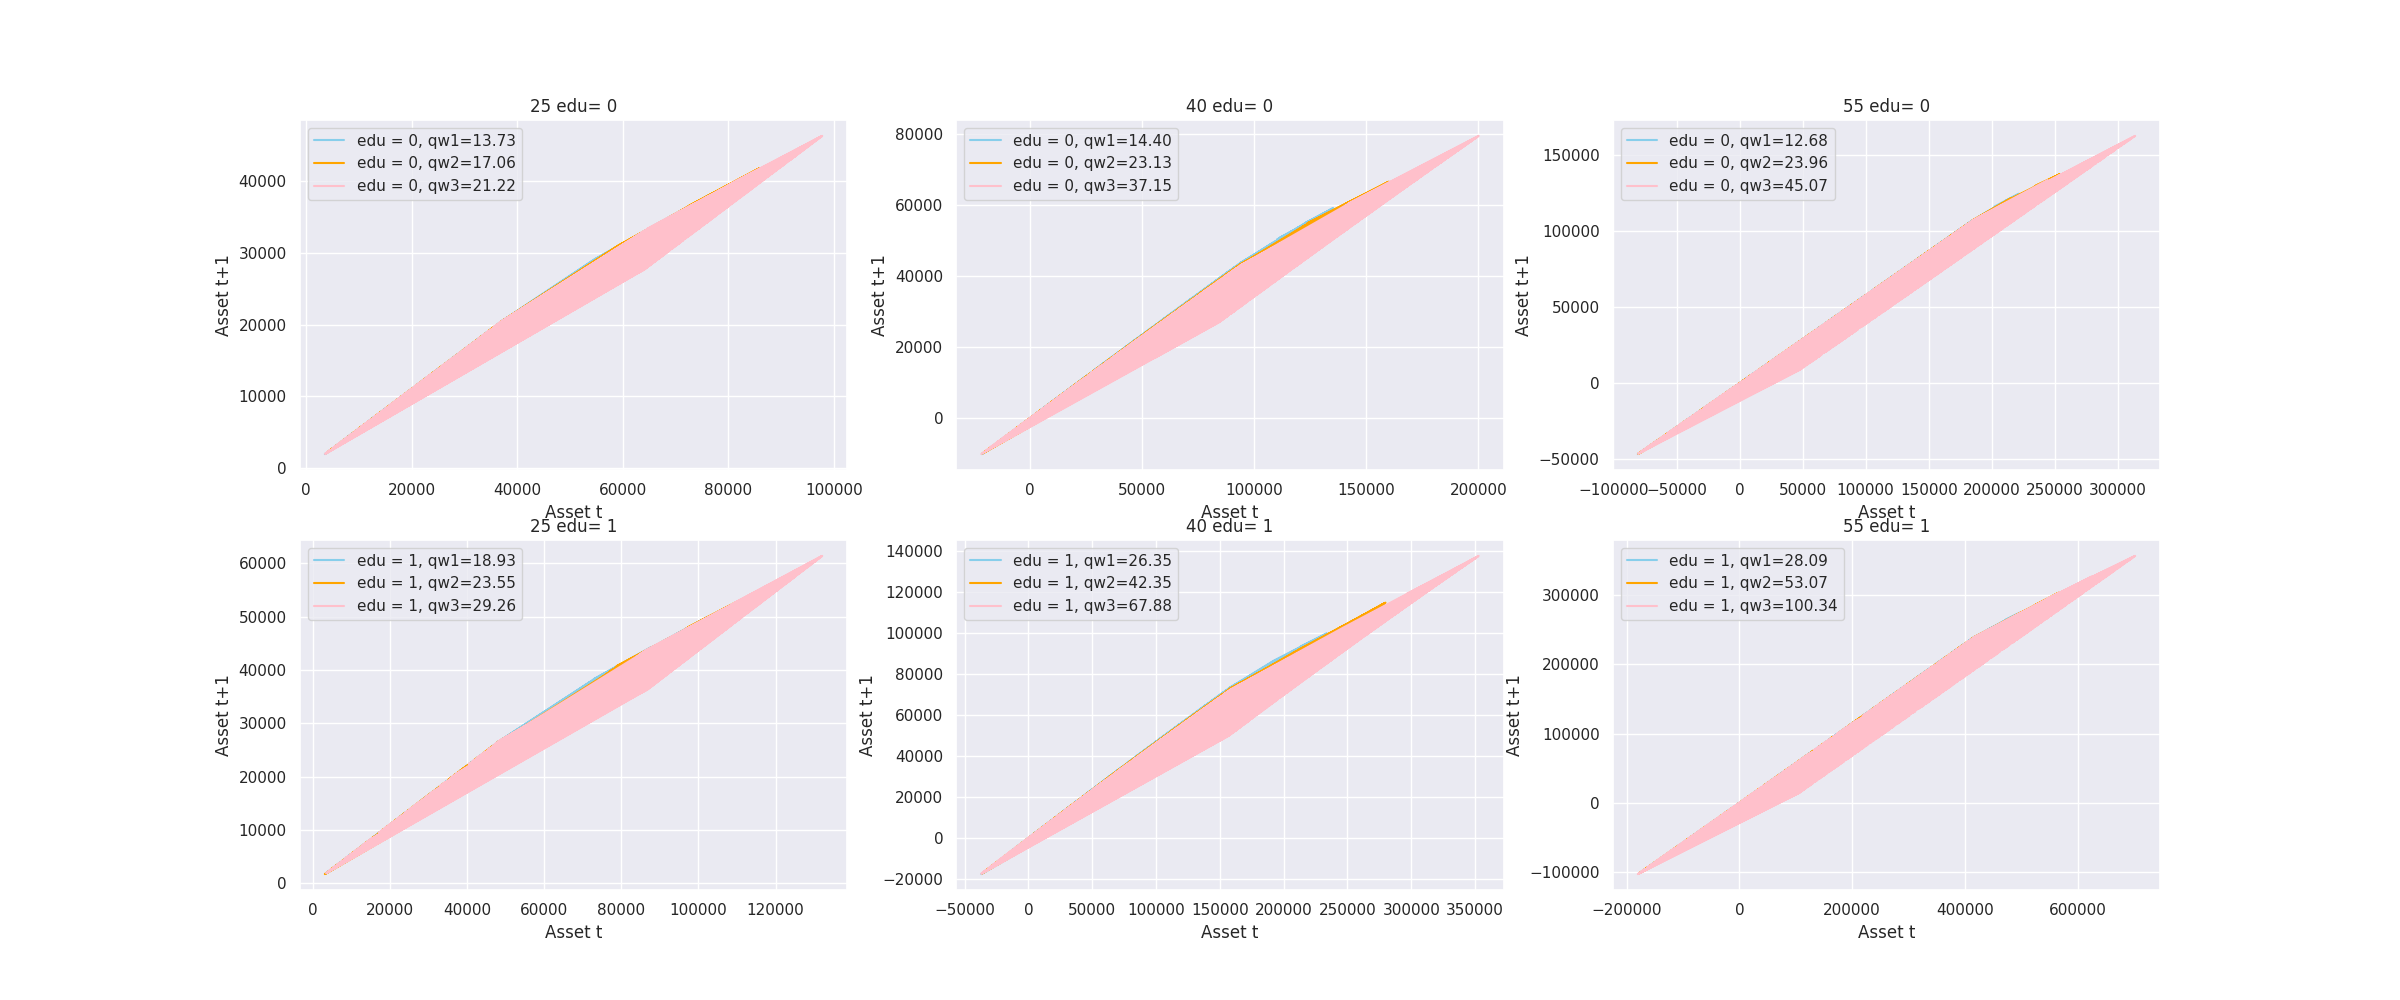 25 edu= 0
edu = 0, qw1=13.73
edu = 0, qw2=17.06
edu = 0, qw3=21.22
Asset t+1
40000
30000
20000
10000
0
0 20000 40000 60000 80000 100000
Asset t
40 edu= 0
edu = 0, qw1=14.40
edu = 0, qw2=23.13
edu = 0, qw3=37.15
Asset t+1
80000
60000
40000
20000
0
0 50000 100000 150000 200000
Asset t
55 edu= 0
edu = 0, qw1=12.68
edu = 0, qw2=23.96
edu = 0, qw3=45.07
Asset t+1
150000
100000
50000
0
−50000
−100000 −50000 0 50000 100000 150000 200000 250000 300000
Asset t
25 edu= 1
edu = 1, qw1=18.93
edu = 1, qw2=23.55
edu = 1, qw3=29.26
Asset t+1
60000
50000
40000
30000
20000
10000
0
0 20000 40000 60000 80000 100000 120000
Asset t
40 edu= 1
edu = 1, qw1=26.35
edu = 1, qw2=42.35
edu = 1, qw3=67.88
Asset t+1
140000
120000
100000
80000
60000
40000
20000
0
−20000
−50000 0 50000 100000 150000 200000 250000 300000 350000
Asset t
55 edu= 1
edu = 1, qw1=28.09
edu = 1, qw2=53.07
edu = 1, qw3=100.34
Asset t+1
300000
200000
100000
0
−100000
−200000 0 200000 400000 600000
Asset t